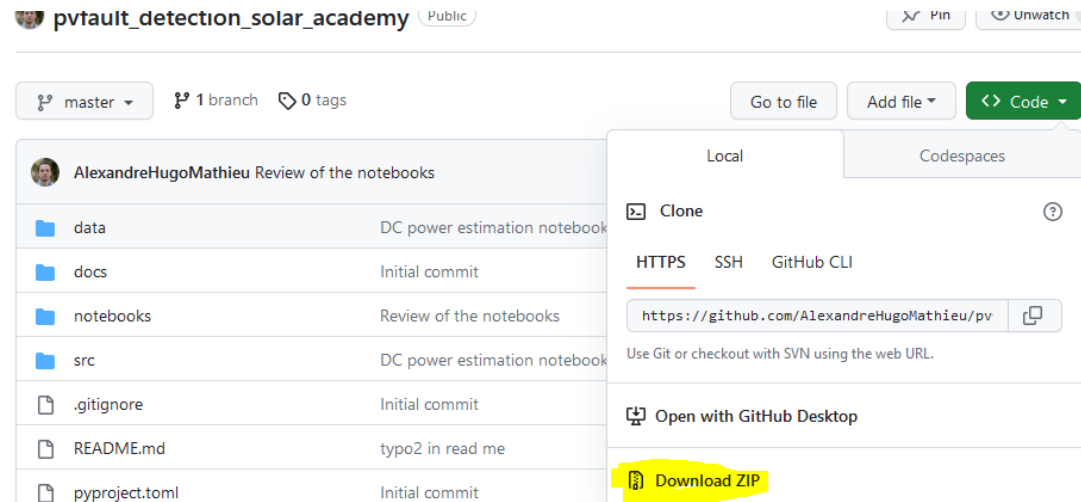 pvfault_detection_solar_academy Public
Pin Unwatch
master 1 branch 0 tags Go to file Add file Code
AlexandreHugoMathieu Review of the notebooks
data DC power estimation notebook
docs Initial commit
notebooks Review of the notebooks
src DC power estimation notebook
.gitignore Initial commit
README.md typo2 in read me
pyproject.toml Initial commit
Local Codespaces
Clone
HTTPS SSH GitHub CLI
https://github.com/AlexandreHugoMathieu/pv
Use Git or checkout with SVN using the web URL.
Open with GitHub Desktop
Download ZIP